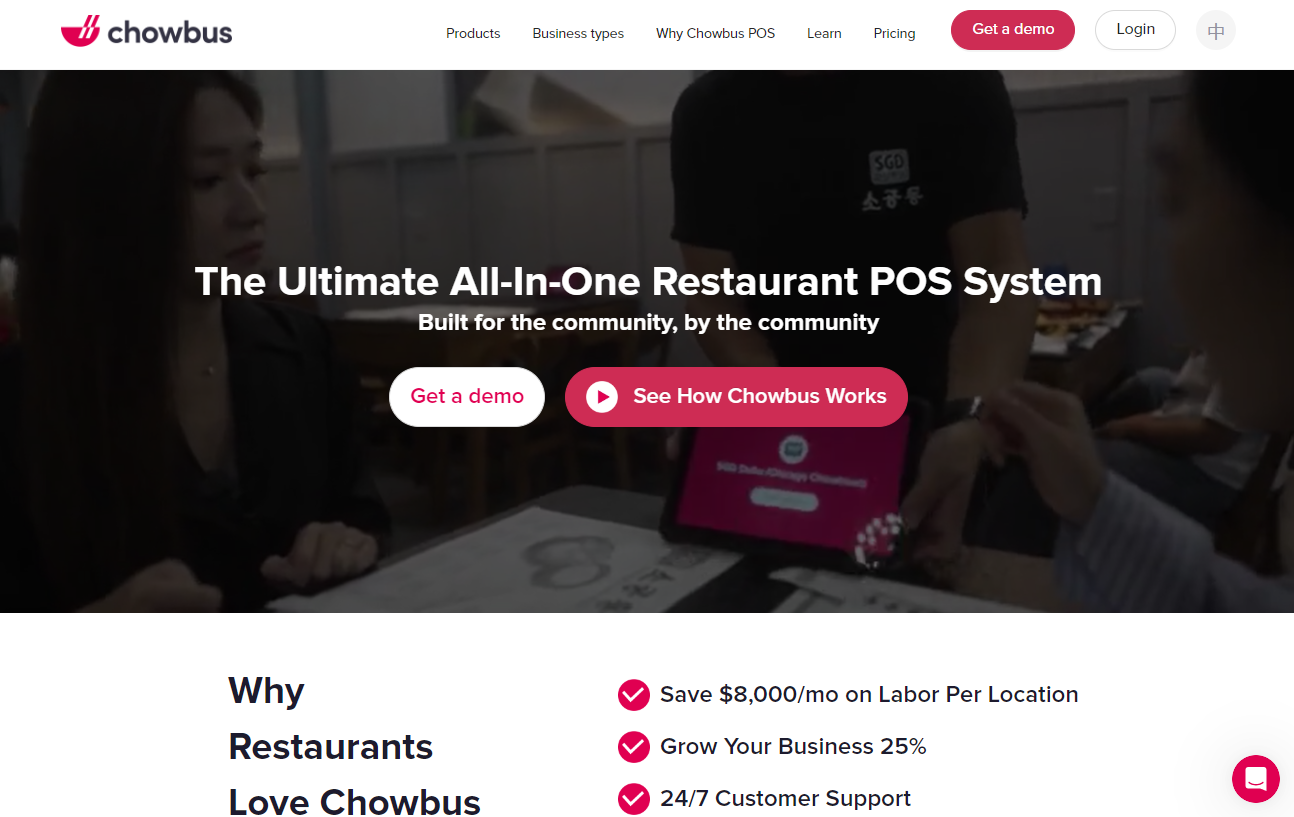 chowbus
Products
Business types
Why Chowbus POS
Learn
Pricing
Get a demo
Login
中
SGD
소공동
The Ultimate All-In-One Restaurant POS System
Built for the community, by the community
Get a demo
See How Chowbus Works
Why
Restaurants
Love Chowbus
Save $8,000/mo on Labor Per Location
Grow Your Business 25%
24/7 Customer Support